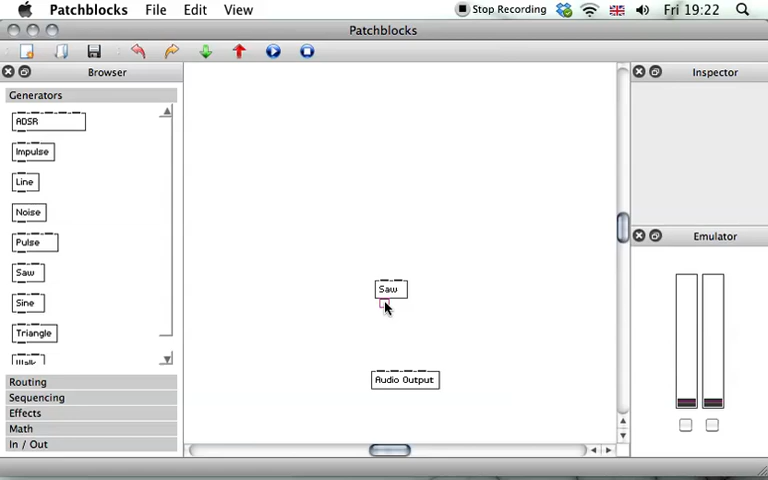 Patchblocks File Edit View Stop Recording Fri 19:22
Patchblocks
Browser
Inspector
Generators
ADSR
Impulse
Line
Noise
Pulse
Saw
Sine
Triangle
Walk
Routing
Sequencing
Effects
Math
In / Out
Saw
Audio Output
Emulator